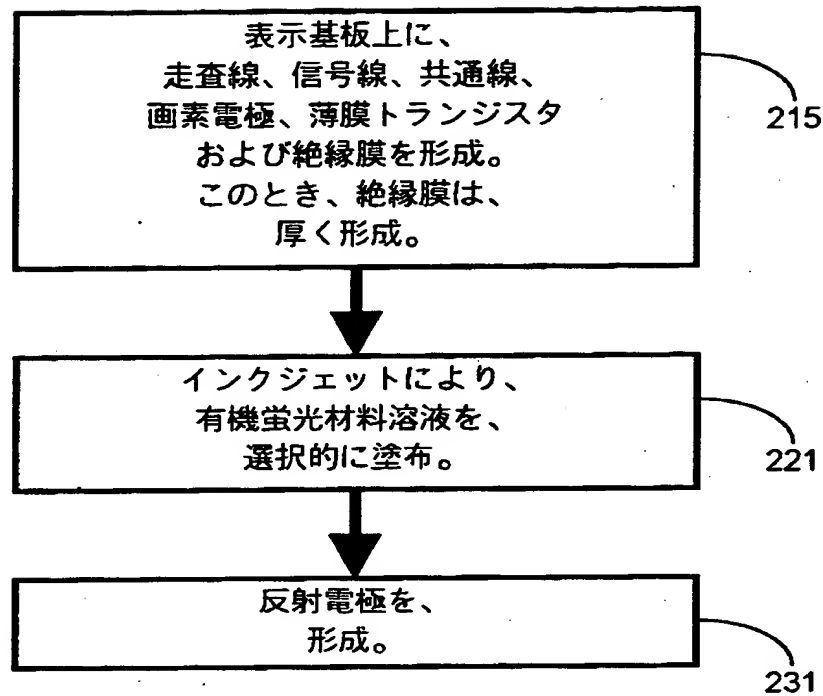 表示基板上に、
走査線、信号線、共通線、
画素電極、薄膜トランジスタ
および絶縁膜を形成。
このとき、絶縁膜は、
厚く形成。
215
インクジェットにより、
有機蛍光材料溶液を、
選択的に塗布。
221
反射電極を、
形成。
231